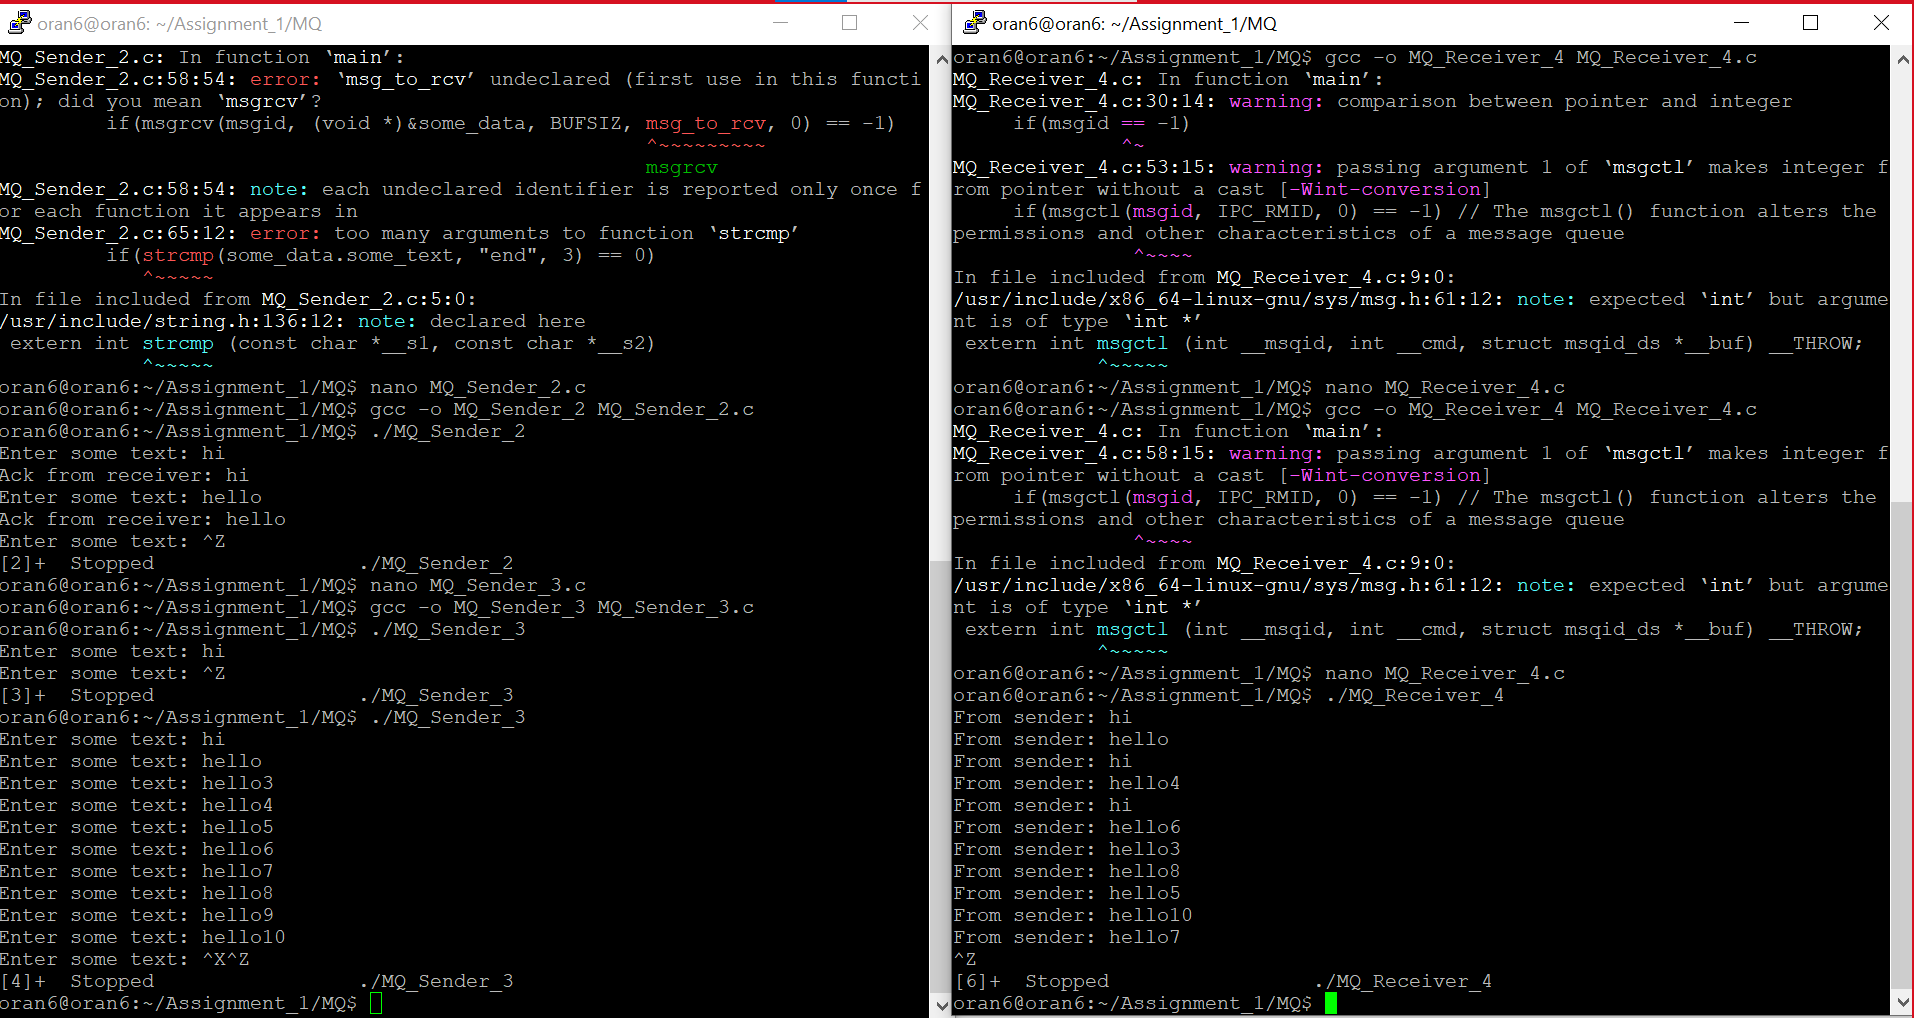 oran6@oran6: ~/Assignment_1/MQ
MQ_Sender_2.c: In function ‘main’:
MQ_Sender_2.c:58:54: error: ‘msg_to_rcv’ undeclared (first use in this functi
on); did you mean ‘msgrcv’?
         if(msgrcv(msgid, (void *)&some_data, BUFSIZ, msg_to_rcv, 0) == -1)
                                                      ^~~~~~~~~~
                                                      msgrcv
MQ_Sender_2.c:58:54: note: each undeclared identifier is reported only once f
or each function it appears in
MQ_Sender_2.c:65:12: error: too many arguments to function ‘strcmp’
         if(strcmp(some_data.some_text, "end", 3) == 0)
            ^~~~~~
In file included from MQ_Sender_2.c:5:0:
/usr/include/string.h:136:12: note: declared here
 extern int strcmp (const char *__s1, const char *__s2)
            ^~~~~~
oran6@oran6:~/Assignment_1/MQ$ nano MQ_Sender_2.c
oran6@oran6:~/Assignment_1/MQ$ gcc -o MQ_Sender_2 MQ_Sender_2.c
oran6@oran6:~/Assignment_1/MQ$ ./MQ_Sender_2
Enter some text: hi
Ack from receiver: hi
Enter some text: hello
Ack from receiver: hello
Enter some text: ^Z
[2]+  Stopped                 ./MQ_Sender_2
oran6@oran6:~/Assignment_1/MQ$ nano MQ_Sender_3.c
oran6@oran6:~/Assignment_1/MQ$ gcc -o MQ_Sender_3 MQ_Sender_3.c
oran6@oran6:~/Assignment_1/MQ$ ./MQ_Sender_3
Enter some text: hi
Enter some text: ^Z
[3]+  Stopped                 ./MQ_Sender_3
oran6@oran6:~/Assignment_1/MQ$ ./MQ_Sender_3
Enter some text: hi
Enter some text: hello
Enter some text: hello3
Enter some text: hello4
Enter some text: hello5
Enter some text: hello6
Enter some text: hello7
Enter some text: hello8
Enter some text: hello9
Enter some text: hello10
Enter some text: ^X^Z
[4]+  Stopped                 ./MQ_Sender_3
oran6@oran6:~/Assignment_1/MQ$
oran6@oran6: ~/Assignment_1/MQ
oran6@oran6:~/Assignment_1/MQ$ gcc -o MQ_Receiver_4 MQ_Receiver_4.c
MQ_Receiver_4.c: In function ‘main’:
MQ_Receiver_4.c:30:14: warning: comparison between pointer and integer
     if(msgid == -1)
              ^~
MQ_Receiver_4.c:53:15: warning: passing argument 1 of ‘msgctl’ makes integer f
rom pointer without a cast [-Wint-conversion]
     if(msgctl(msgid, IPC_RMID, 0) == -1) // The msgctl() function alters the
permissions and other characteristics of a message queue
               ^~~~~
In file included from MQ_Receiver_4.c:9:0:
/usr/include/x86_64-linux-gnu/sys/msg.h:61:12: note: expected ‘int’ but argume
nt is of type ‘int *’
 extern int msgctl (int __msqid, int __cmd, struct msqid_ds *__buf) __THROW;
            ^~~~~~
oran6@oran6:~/Assignment_1/MQ$ nano MQ_Receiver_4.c
oran6@oran6:~/Assignment_1/MQ$ gcc -o MQ_Receiver_4 MQ_Receiver_4.c
MQ_Receiver_4.c: In function ‘main’:
MQ_Receiver_4.c:58:15: warning: passing argument 1 of ‘msgctl’ makes integer f
rom pointer without a cast [-Wint-conversion]
     if(msgctl(msgid, IPC_RMID, 0) == -1) // The msgctl() function alters the
permissions and other characteristics of a message queue
               ^~~~~
In file included from MQ_Receiver_4.c:9:0:
/usr/include/x86_64-linux-gnu/sys/msg.h:61:12: note: expected ‘int’ but argume
nt is of type ‘int *’
 extern int msgctl (int __msqid, int __cmd, struct msqid_ds *__buf) __THROW;
            ^~~~~~
oran6@oran6:~/Assignment_1/MQ$ nano MQ_Receiver_4.c
oran6@oran6:~/Assignment_1/MQ$ ./MQ_Receiver_4
From sender: hi
From sender: hello
From sender: hi
From sender: hello4
From sender: hi
From sender: hello6
From sender: hello3
From sender: hello8
From sender: hello5
From sender: hello10
From sender: hello7
^Z
[6]+  Stopped                 ./MQ_Receiver_4
oran6@oran6:~/Assignment_1/MQ$